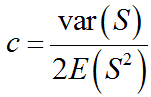 c = var(S) / 2E(S²)